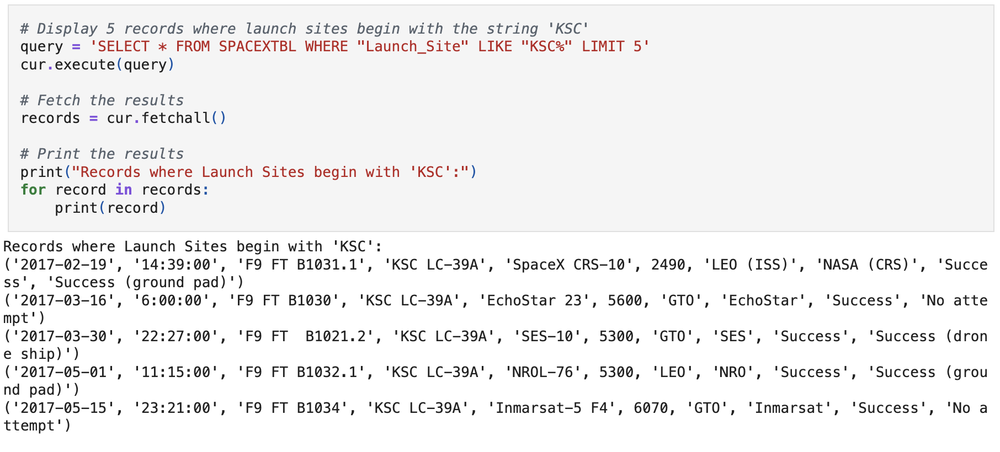 # Display 5 records where launch sites begin with the string 'KSC'
query = 'SELECT * FROM SPACEXTBL WHERE "Launch_Site" LIKE "KSC%" LIMIT 5'
cur.execute(query)
# Fetch the results
records = cur.fetchall()
# Print the results
print("Records where Launch Sites begin with 'KSC':")
for record in records:
    print(record)
Records where Launch Sites begin with 'KSC':
('2017-02-19', '14:39:00', 'F9 FT B1031.1', 'KSC LC-39A', 'SpaceX CRS-10', 2490, 'LEO (ISS)', 'NASA (CRS)', 'Succe
ss', 'Success (ground pad)')
('2017-03-16', '6:00:00', 'F9 FT B1030', 'KSC LC-39A', 'EchoStar 23', 5600, 'GTO', 'EchoStar', 'Success', 'No atte
mpt')
('2017-03-30', '22:27:00', 'F9 FT  B1021.2', 'KSC LC-39A', 'SES-10', 5300, 'GTO', 'SES', 'Success', 'Success (dron
e ship)')
('2017-05-01', '11:15:00', 'F9 FT B1032.1', 'KSC LC-39A', 'NROL-76', 5300, 'LEO', 'NRO', 'Success', 'Success (grou
nd pad)')
('2017-05-15', '23:21:00', 'F9 FT B1034', 'KSC LC-39A', 'Inmarsat-5 F4', 6070, 'GTO', 'Inmarsat', 'Success', 'No a
ttempt')